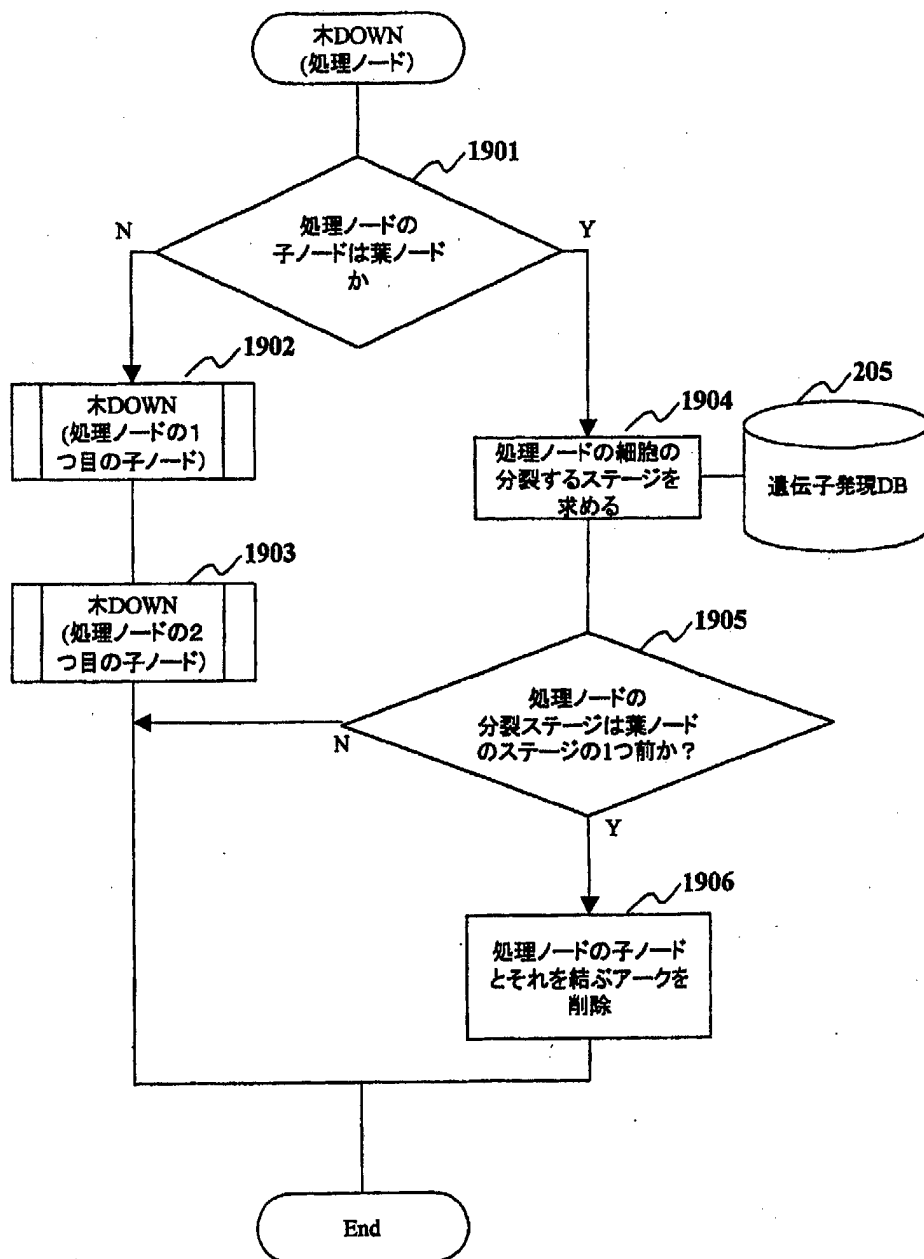 木DOWN
(処理ノード)
1901
処理ノードの
子ノードは葉ノード
か
N
Y
1902
木DOWN
(処理ノードの1
つ目の子ノード)
1904
処理ノードの細胞の
分裂するステージを
求める
205
遺伝子発現DB
1903
木DOWN
(処理ノードの2
つ目の子ノード)
1905
処理ノードの
分裂ステージは葉ノード
のステージの1つ前か？
N
Y
1906
処理ノードの子ノード
とそれを結ぶアークを
削除
End